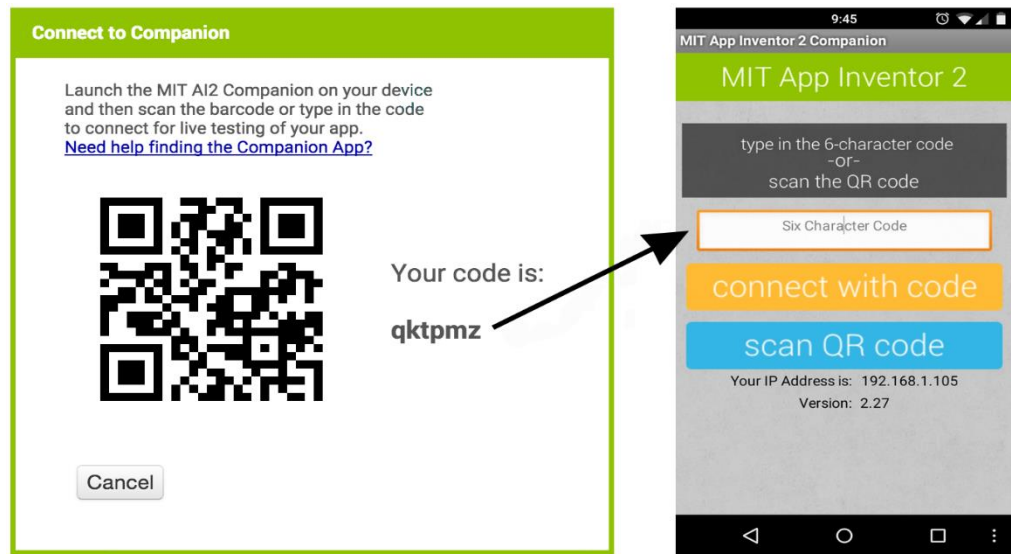 Connect to Companion
Launch the MIT AI2 Companion on your device
and then scan the barcode or type in the code
to connect for live testing of your app.
Need help finding the Companion App?
Your code is:
qktpmz
Cancel
9:45
MIT App Inventor 2 Companion
MIT App Inventor 2
type in the 6-character code
-or-
scan the QR code
Six Character Code
connect with code
scan QR code
Your IP Address is: 192.168.1.105
Version: 2.27